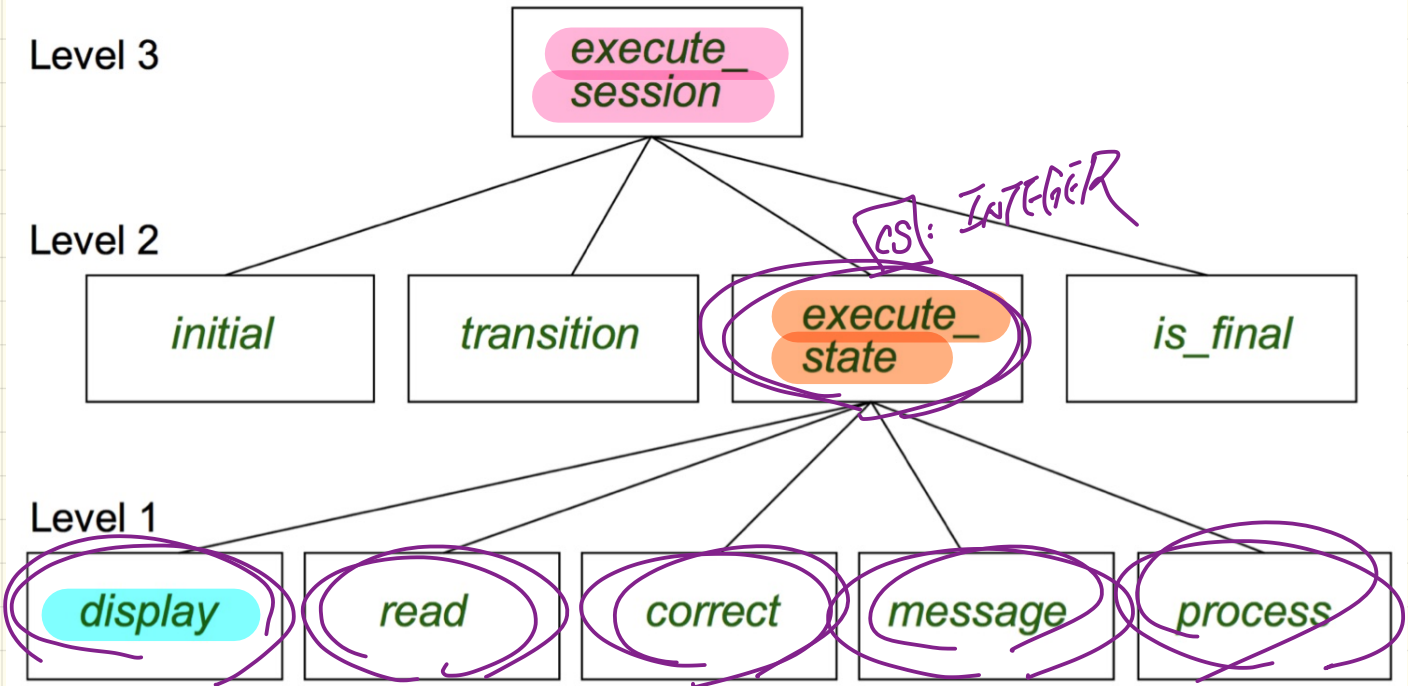 Level 3
execute_
session
CS: INTEGER
Level 2
initial
transition
execute_
state
is_final
Level 1
display
read
correct
message
process